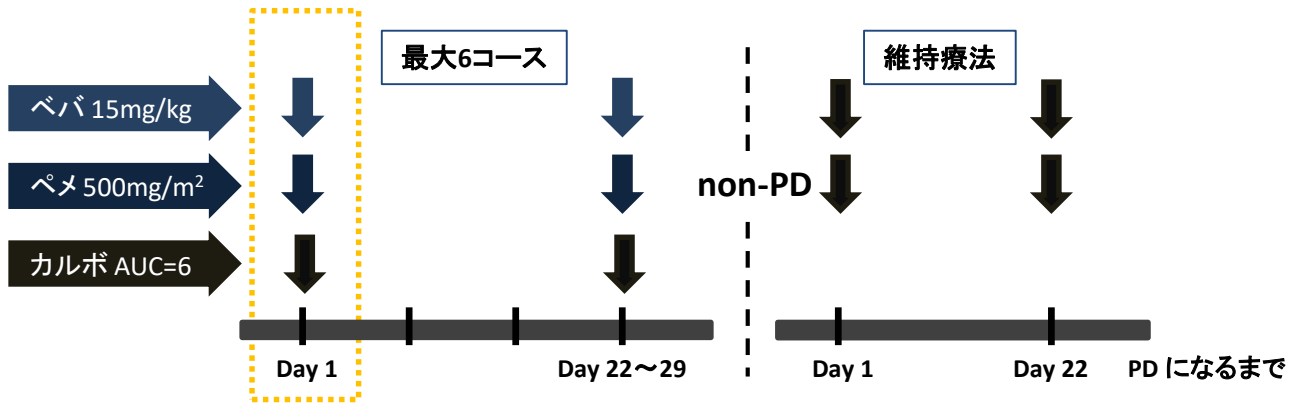 最大6コース
維持療法
ベバ 15mg/kg
ペメ 500mg/m²
non-PD
カルボ AUC=6
Day 1
Day 22～29
Day 1
Day 22
PD になるまで